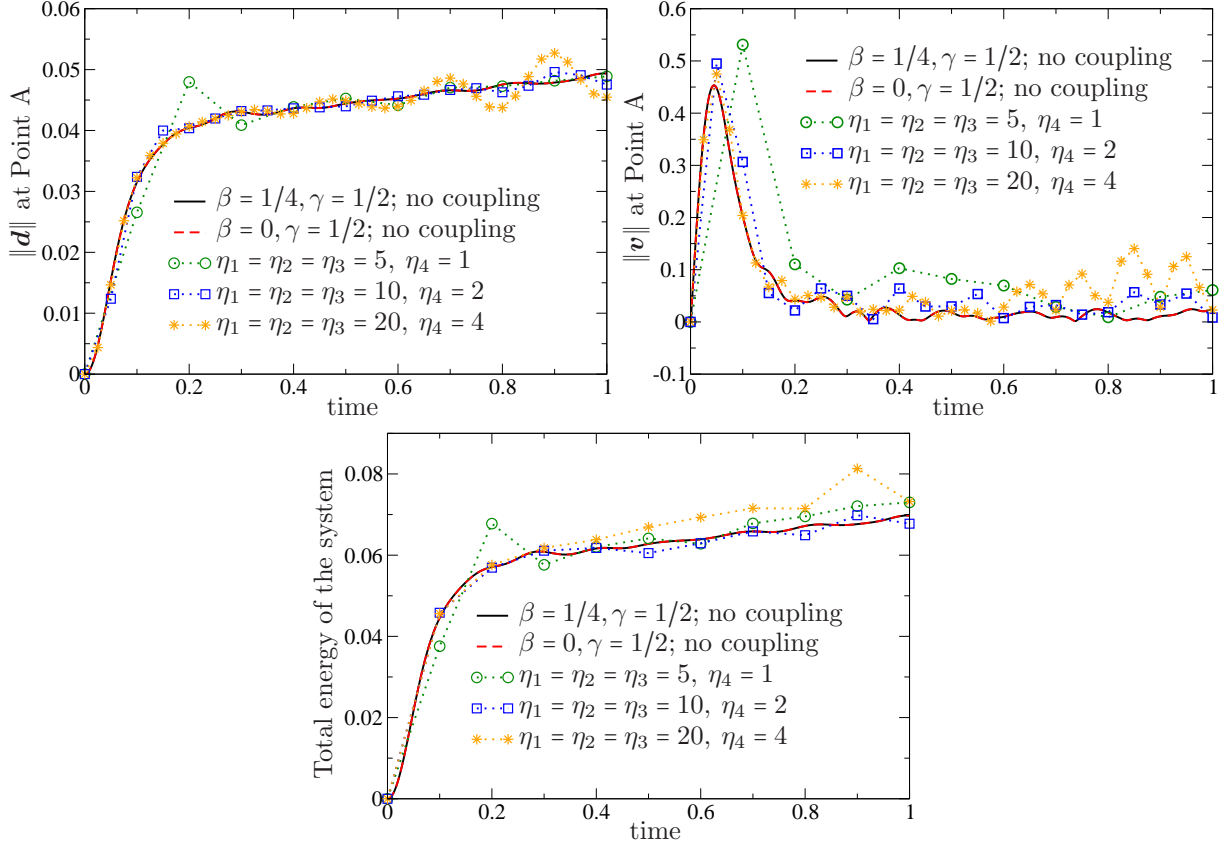 0.06
0.05
0.04
0.03
0.02
0.01
0
‖d‖ at Point A
β = 1/4, γ = 1/2; no coupling
β = 0, γ = 1/2; no coupling
η₁ = η₂ = η₃ = 5, η₄ = 1
η₁ = η₂ = η₃ = 10, η₄ = 2
η₁ = η₂ = η₃ = 20, η₄ = 4
0 0.2 0.4 0.6 0.8 1
time
0.6
0.5
0.4
0.3
0.2
0.1
0
-0.1
‖v‖ at Point A
β = 1/4, γ = 1/2; no coupling
β = 0, γ = 1/2; no coupling
η₁ = η₂ = η₃ = 5, η₄ = 1
η₁ = η₂ = η₃ = 10, η₄ = 2
η₁ = η₂ = η₃ = 20, η₄ = 4
0 0.2 0.4 0.6 0.8 1
time
0.08
0.06
0.04
0.02
0
Total energy of the system
β = 1/4, γ = 1/2; no coupling
β = 0, γ = 1/2; no coupling
η₁ = η₂ = η₃ = 5, η₄ = 1
η₁ = η₂ = η₃ = 10, η₄ = 2
η₁ = η₂ = η₃ = 20, η₄ = 4
0 0.2 0.4 0.6 0.8 1
time